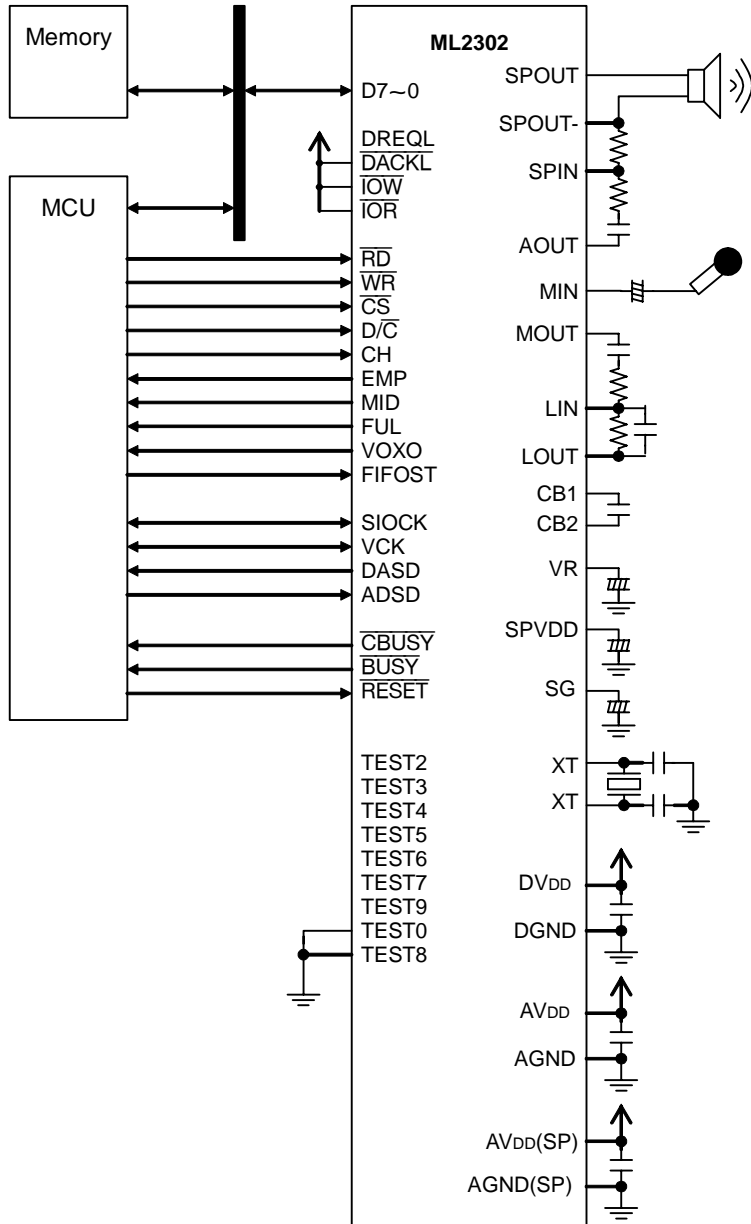 Memory
MCU
ML2302
D7~0
DREQL
DACKL
IOW
IOR
RD
WR
CS
D/C
CH
EMP
MID
FUL
VOXO
FIFOST
SIOCK
VCK
DASD
ADSD
CBUSY
BUSY
RESET
TEST2
TEST3
TEST4
TEST5
TEST6
TEST7
TEST9
TEST0
TEST8
SPOUT
SPOUT-
SPIN
AOUT
MIN
MOUT
LIN
LOUT
CB1
CB2
VR
SPVDD
SG
XT
XT
DVDD
DGND
AVDD
AGND
AVDD(SP)
AGND(SP)